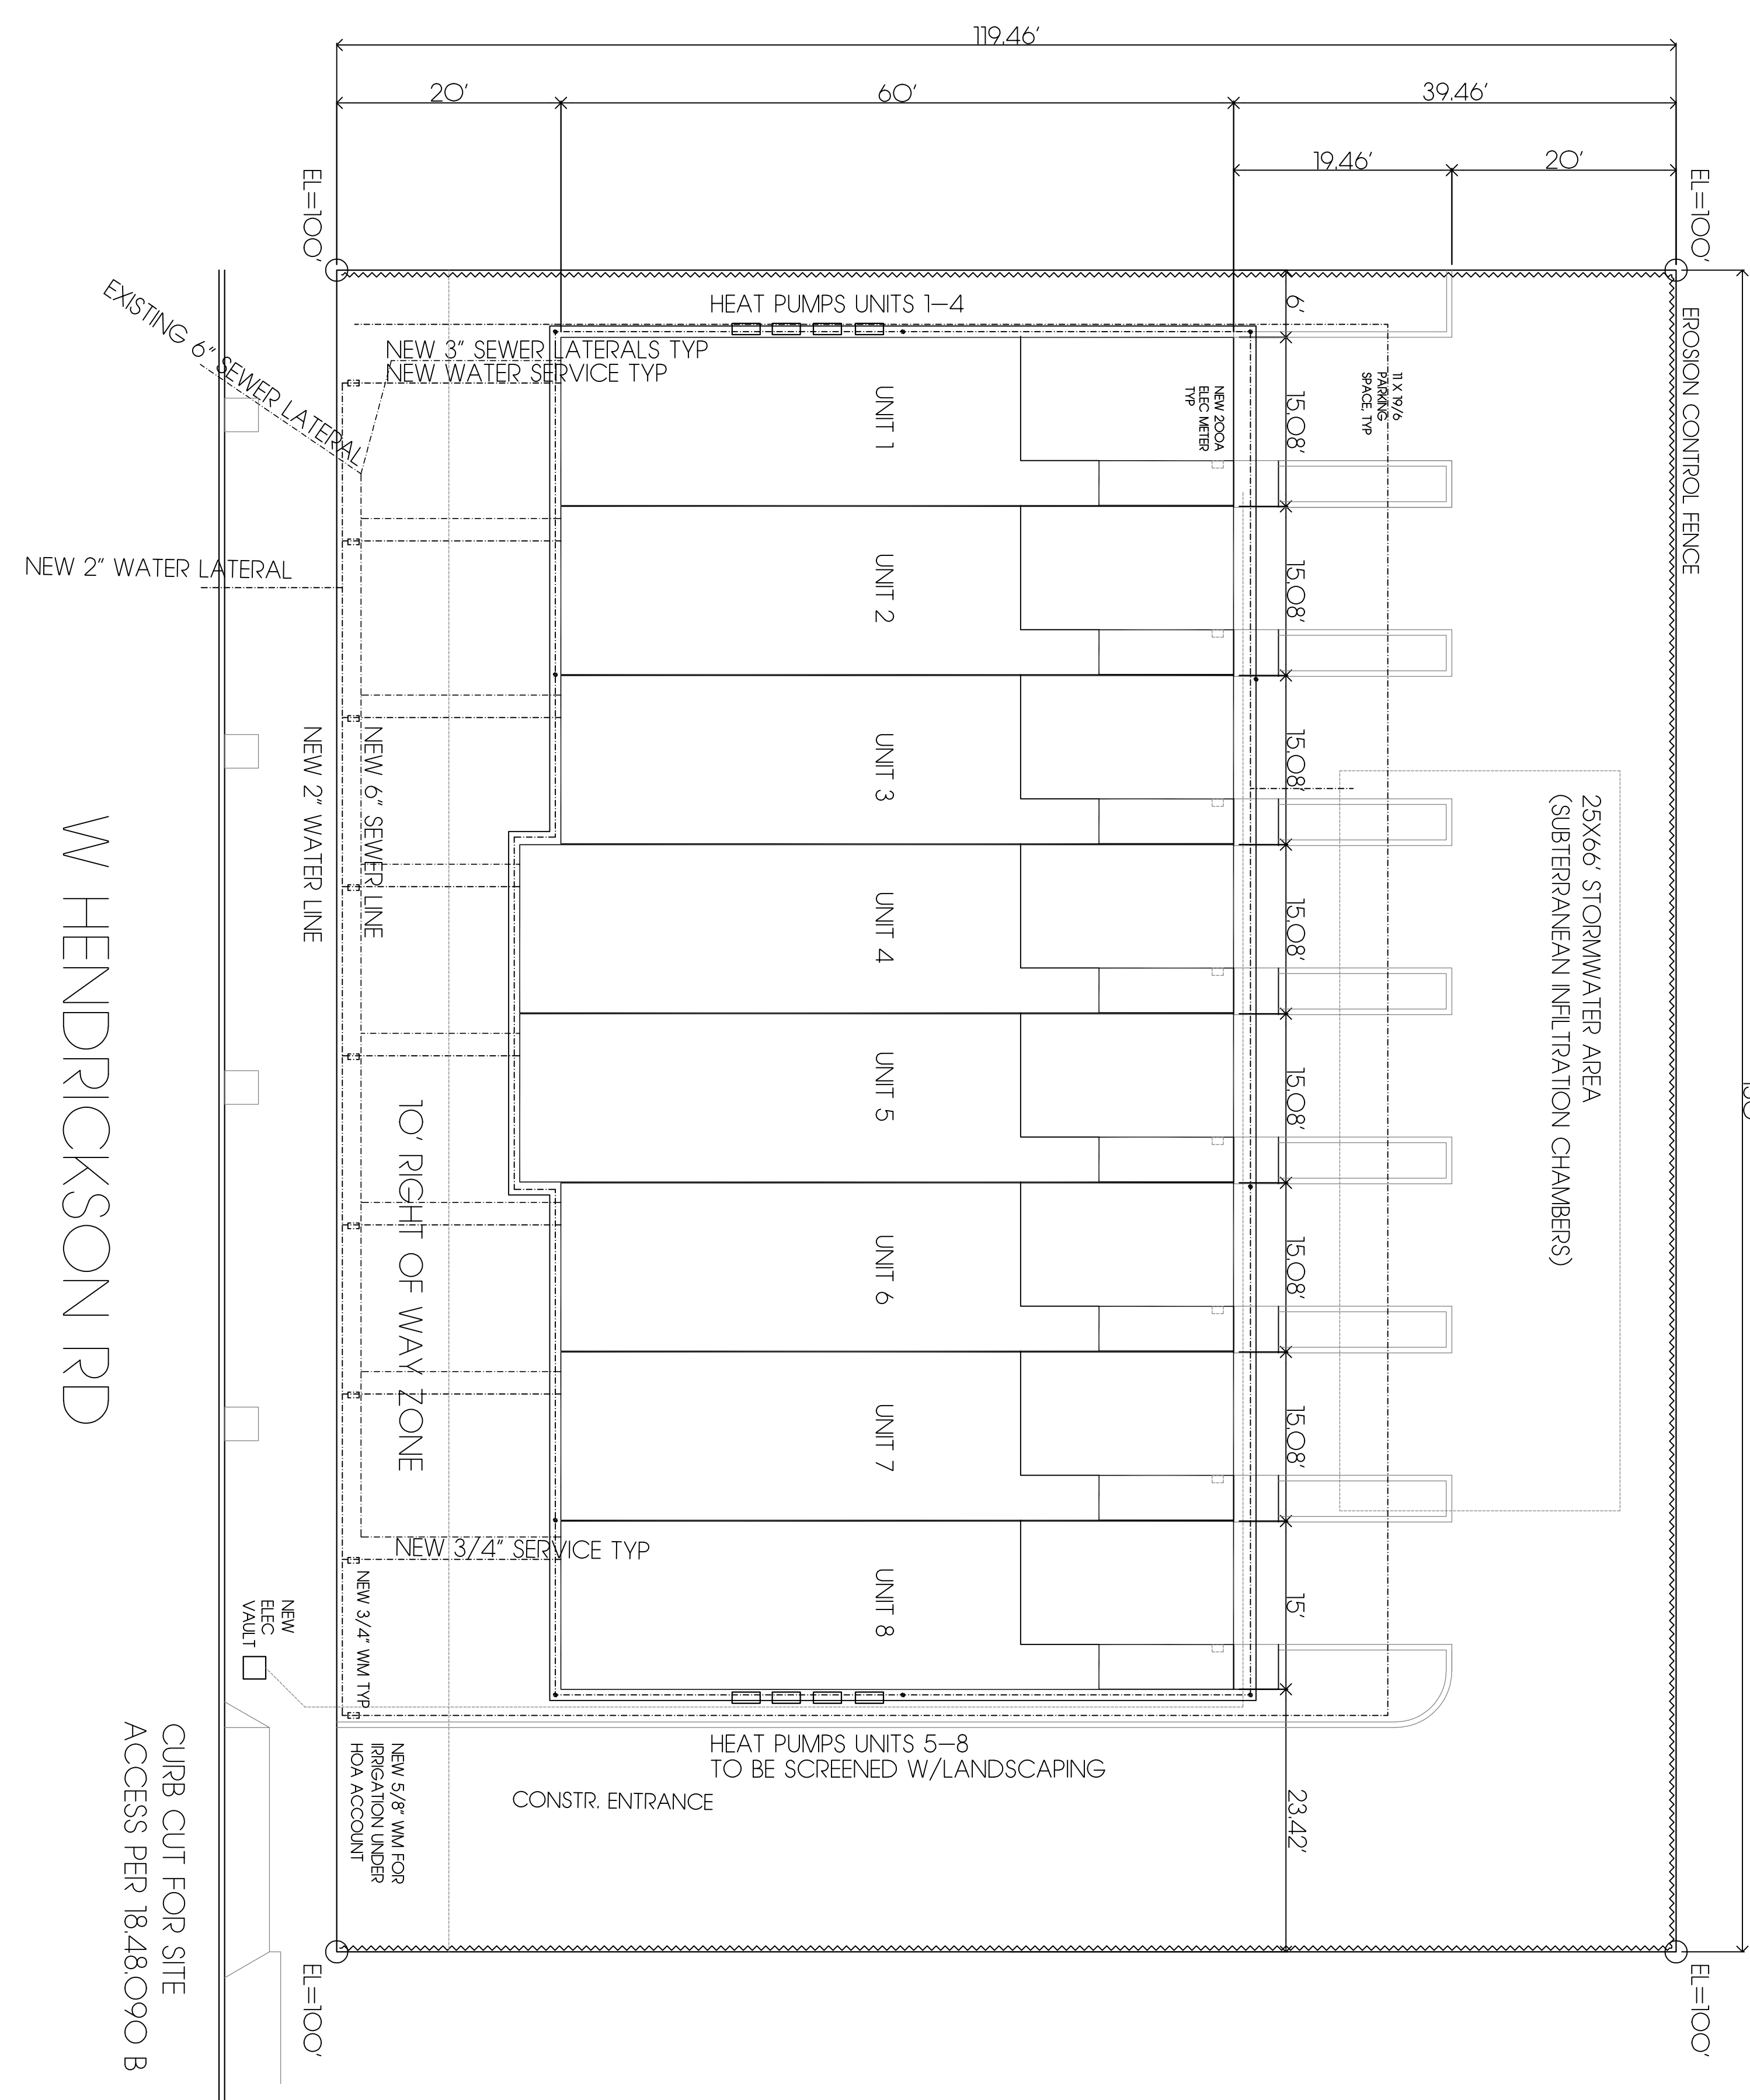 119.46'
20'
60'
39.46'
19.46'
20'
EL=100'
EL=100'
HEAT PUMPS UNITS 1–4
6'
EROSION CONTROL FENCE
EXISTING 6" SEWER LATERAL
NEW 3" SEWER LATERALS TYP
NEW WATER SERVICE TYP
UNIT 1
NEW 200A
ELEC METER
TYP
15.08'
11 X 19/6
PARKING
SPACE, TYP
NEW 2" WATER LATERAL
UNIT 2
15.08'
NEW 2" WATER LINE
NEW 6" SEWER LINE
UNIT 3
15.08'
25X66' STORMWATER AREA
(SUBTERRANEAN INFILTRATION CHAMBERS)
W HENDRICKSON RD
UNIT 4
15.08'
UNIT 5
15.08'
10' RIGHT OF WAY ZONE
UNIT 6
15.08'
UNIT 7
15.08'
NEW 3/4" SERVICE TYP
UNIT 8
15'
NEW
ELEC
VAULT
NEW 3/4" WM TYP
HEAT PUMPS UNITS 5–8
TO BE SCREENED W/LANDSCAPING
CONSTR. ENTRANCE
NEW 5/8" WM FOR
IRRIGATION UNDER
HOA ACCOUNT
23.42'
CURB CUT FOR SITE
ACCESS PER 18.48.090 B
EL=100'
EL=100'